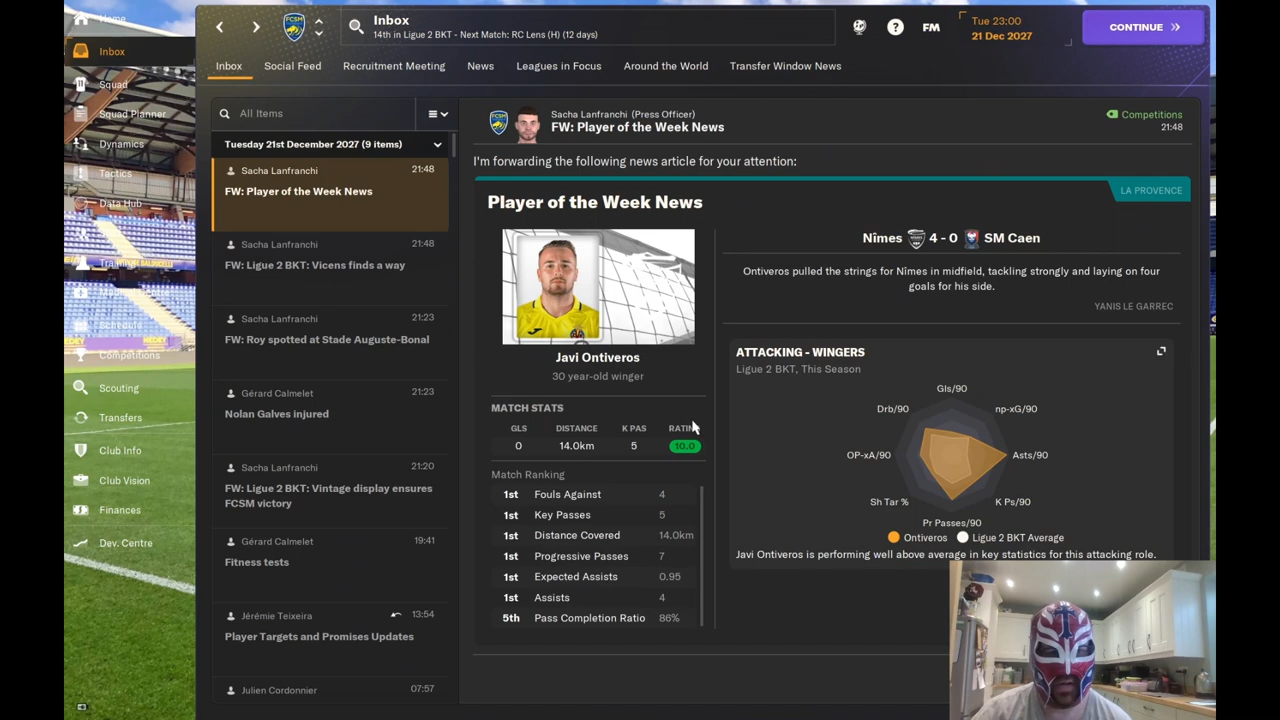 Home
Inbox
Squad
Squad Planner
Dynamics
Tactics
Data Hub
Training
Schedule
Competitions
Scouting
Transfers
Club Info
Club Vision
Finances
Dev. Centre
FCSM
Inbox
14th in Ligue 2 BKT - Next Match: RC Lens (H) (12 days)
?
FM
Tue 23:00
21 Dec 2027
CONTINUE
Inbox
Social Feed
Recruitment Meeting
News
Leagues in Focus
Around the World
Transfer Window News
All Items
Tuesday 21st December 2027 (9 items)
Sacha Lanfranchi 21:48
FW: Player of the Week News
Sacha Lanfranchi 21:48
FW: Ligue 2 BKT: Vicens finds a way
Sacha Lanfranchi 21:23
FW: Roy spotted at Stade Auguste-Bonal
Gérard Calmelet 21:23
Nolan Galves injured
Sacha Lanfranchi 21:20
FW: Ligue 2 BKT: Vintage display ensures
FCSM victory
Gérard Calmelet 19:41
Fitness tests
Jérémie Teixeira 13:54
Player Targets and Promises Updates
Julien Cordonnier 07:57
FCSM
Sacha Lanfranchi (Press Officer)
FW: Player of the Week News
Competitions
21:48
I'm forwarding the following news article for your attention:
LA PROVENCE
Player of the Week News
Javi Ontiveros
30 year-old winger
MATCH STATS
GLS DISTANCE K PAS
0 14.0km 5 10.0
Match Ranking
1st Fouls Against 4
1st Key Passes 5
1st Distance Covered 14.0km
1st Progressive Passes 7
1st Expected Assists 0.95
1st Assists 4
5th Pass Completion Ratio 86%
Nîmes 4 - 0 SM Caen
Ontiveros pulled the strings for Nîmes in midfield, tackling strongly and laying on four
goals for his side.
YANIS LE GARREC
ATTACKING - WINGERS
Ligue 2 BKT, This Season
Gls/90
Drb/90 np-xG/90
OP-xA/90 Asts/90
Sh Tar % K Ps/90
Pr Passes/90
Ontiveros Ligue 2 BKT Average
Javi Ontiveros is performing well above average in key statistics for this attacking role.